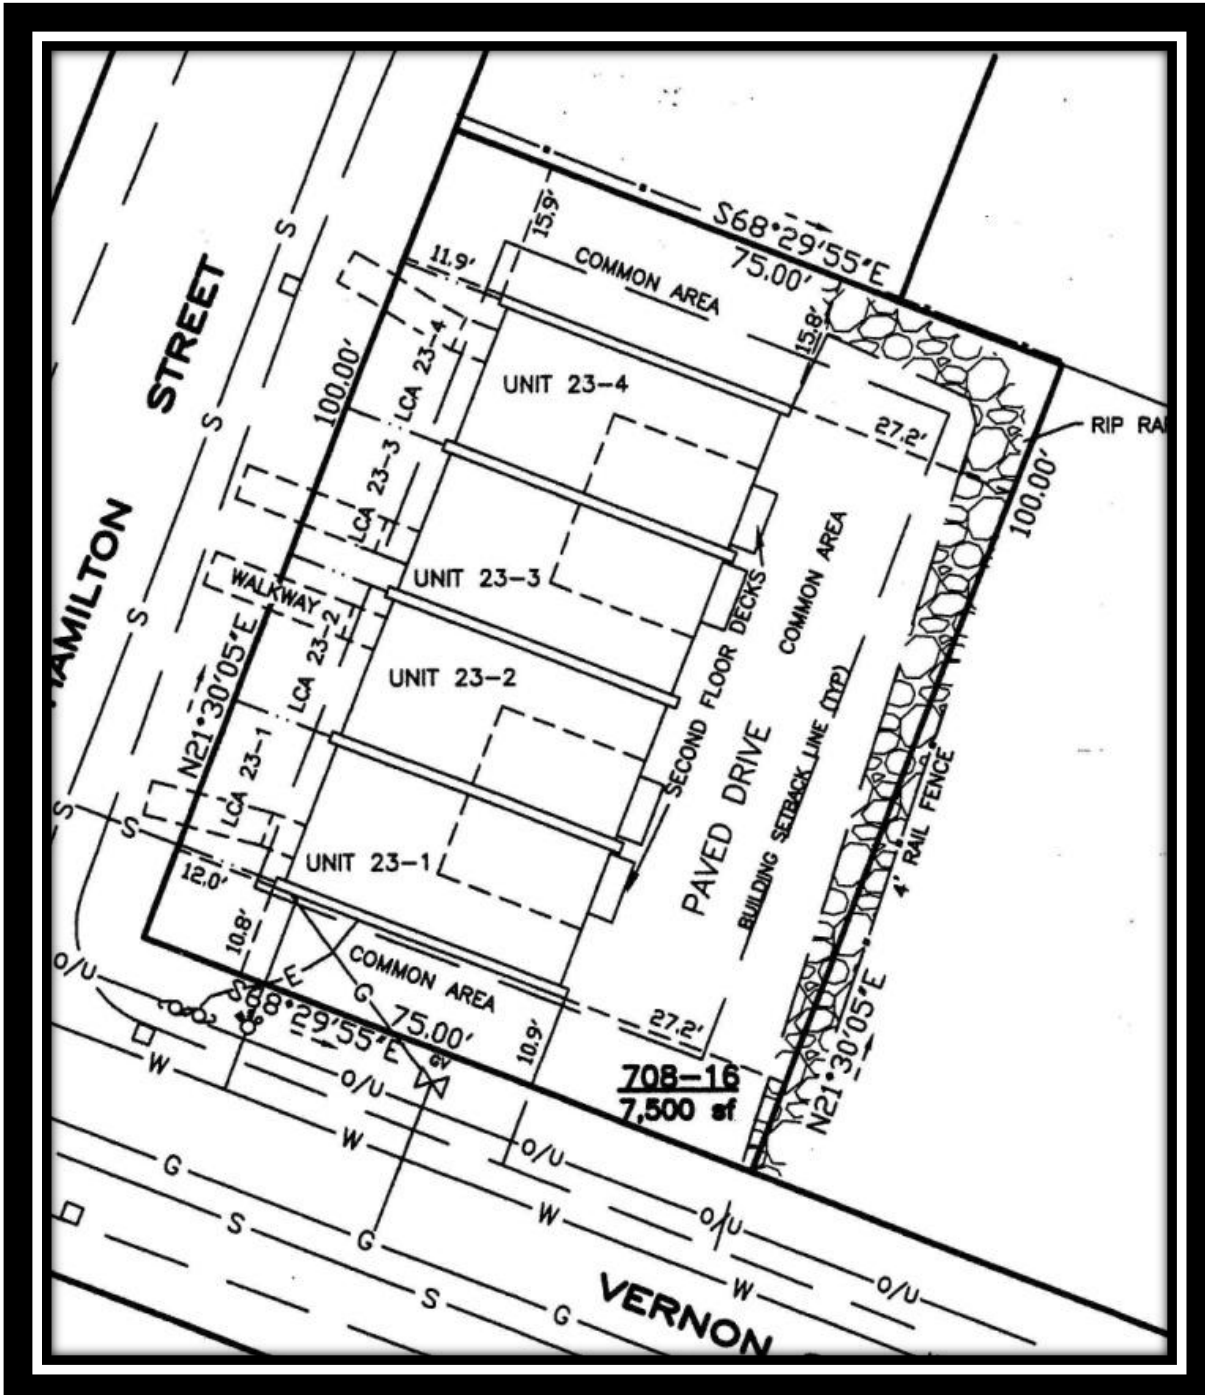 S68°29'55"E
75.00'
15.9'
COMMON AREA
11.9'
15.8'
S
STREET
100.00'
LCA 23-4
UNIT 23-4
27.2'
RIP RA
100.00'
S
LCA 23-3
HAMILTON
WALKWAY
UNIT 23-3
SECOND FLOOR DECKS
COMMON AREA
S
N21°30'05"E
LCA 23-2
UNIT 23-2
PAVED DRIVE
BUILDING SETBACK LINE (TYP)
LCA 23-1
4' RAIL FENCE
S
S
UNIT 23-1
12.0'
10.8'
COMMON AREA
E
G
O/U
S68°29'55"E
75.00'
GV
10.9'
27.2'
708-16
7,500 sf
N21°30'05"E
W
O/U
W
O/U
G
S
G
W
O/U
W
O/U
S
G
VERNON